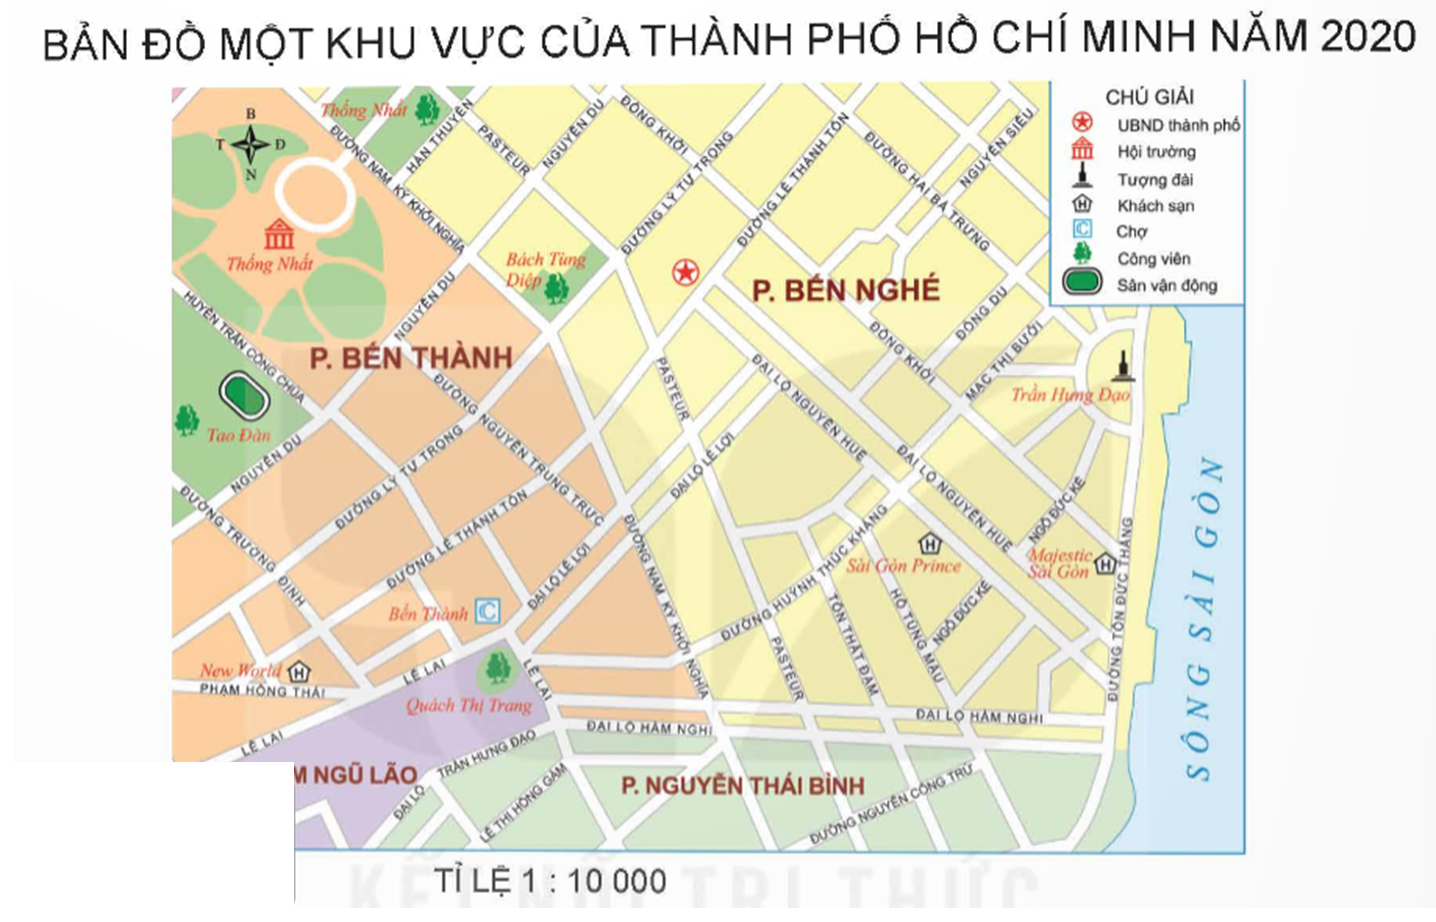 BẢN ĐỒ MỘT KHU VỰC CỦA THÀNH PHỐ HỒ CHÍ MINH NĂM 2020
CHÚ GIẢI
UBND thành phố
Hội trường
Tượng đài
Khách sạn
Chợ
Công viên
Sân vận động
B
T
Đ
N
Thống Nhất
ĐƯỜNG NAM KỲ KHỞI NGHĨA
HÀN THUYÊN
PASTEUR
NGUYỄN DU
ĐỒNG KHỞI
ĐƯỜNG LÝ TỰ TRỌNG
ĐƯỜNG LÊ THÁNH TÔN
ĐƯỜNG HAI BÀ TRƯNG
NGUYỄN SIÊU
Thống Nhất
Bách Tùng
Diệp
P. BẾN NGHÉ
HUYỀN TRÂN CÔNG CHÚA
NGUYỄN DU
P. BẾN THÀNH
ĐỒNG KHỞI
ĐÔNG DU
MẠC THỊ BƯỞI
Trần Hưng Đạo
Tao Đàn
NGUYỄN DU
ĐƯỜNG NGUYỄN TRUNG TRỰC
PASTEUR
ĐẠI LỘ NGUYỄN HUỆ
ĐẠI LỘ NGUYỄN HUỆ
ĐƯỜNG LÝ TỰ TRỌNG
ĐẠI LỘ LÊ LỢI
ĐƯỜNG TRƯƠNG ĐỊNH
ĐƯỜNG LÊ THÁNH TÔN
ĐƯỜNG NAM KỲ KHỞI NGHĨA
ĐẠI LỘ LÊ LỢI
ĐƯỜNG HUỲNH THÚC KHÁNG
Sài Gòn Prince
NGÔ ĐỨC KẾ
Majestic
Sài Gòn
NGÔ ĐỨC KẾ
HỒ TÙNG MẬU
TÔN THẤT ĐẠM
PASTEUR
ĐƯỜNG TÔN ĐỨC THẮNG
SÔNG SÀI GÒN
Bến Thành
New World
PHẠM HỒNG THÁI
LÊ LAI
LÊ LAI
Quách Thị Trang
LÊ LAI
ĐẠI LỘ HÀM NGHI
ĐẠI LỘ HÀM NGHI
M NGŨ LÃO
ĐẠI LỘ TRẦN HƯNG ĐẠO
LÊ THỊ HỒNG GẤM
P. NGUYỄN THÁI BÌNH
ĐƯỜNG NGUYỄN CÔNG TRỨ
TỈ LỆ 1 : 10 000
KẾT NỐI TRI THỨC